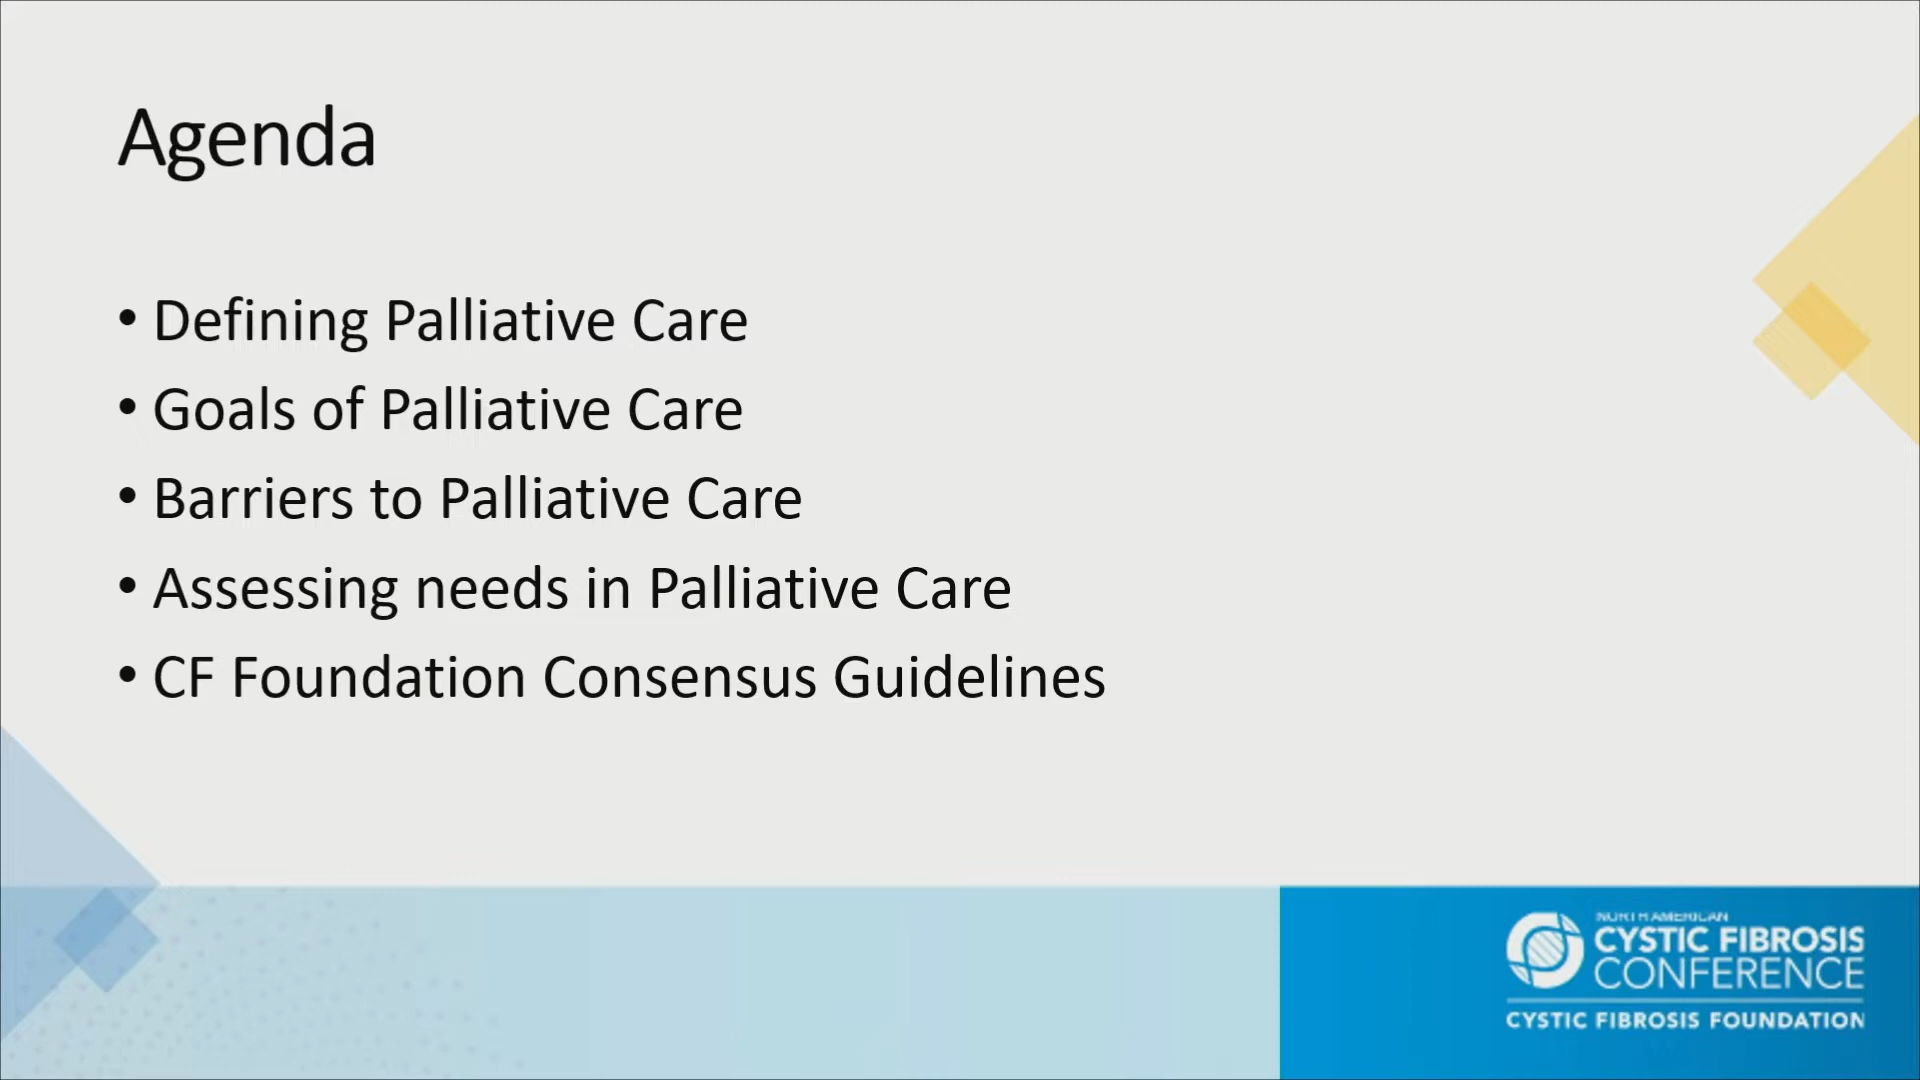 Agenda
• Defining Palliative Care
• Goals of Palliative Care
• Barriers to Palliative Care
• Assessing needs in Palliative Care
• CF Foundation Consensus Guidelines
NORTH AMERICAN
CYSTIC FIBROSIS
CONFERENCE
CYSTIC FIBROSIS FOUNDATION